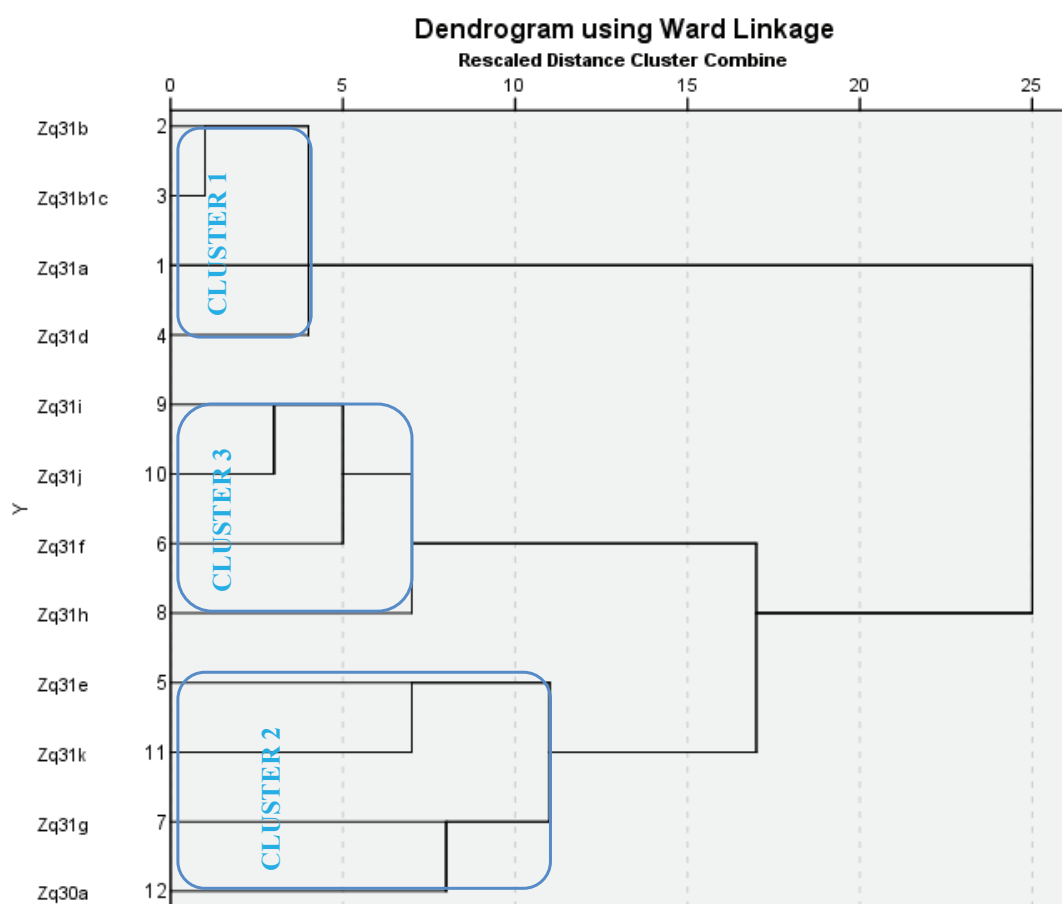 Dendrogram using Ward Linkage
Rescaled Distance Cluster Combine
0 5 10 15 20 25
Zq31b 2
Zq31b1c 3
Zq31a 1
Zq31d 4
CLUSTER 1
Zq31i 9
Zq31j 10
Zq31f 6
Zq31h 8
CLUSTER 3
Y
Zq31e 5
Zq31k 11
Zq31g 7
Zq30a 12
CLUSTER 2